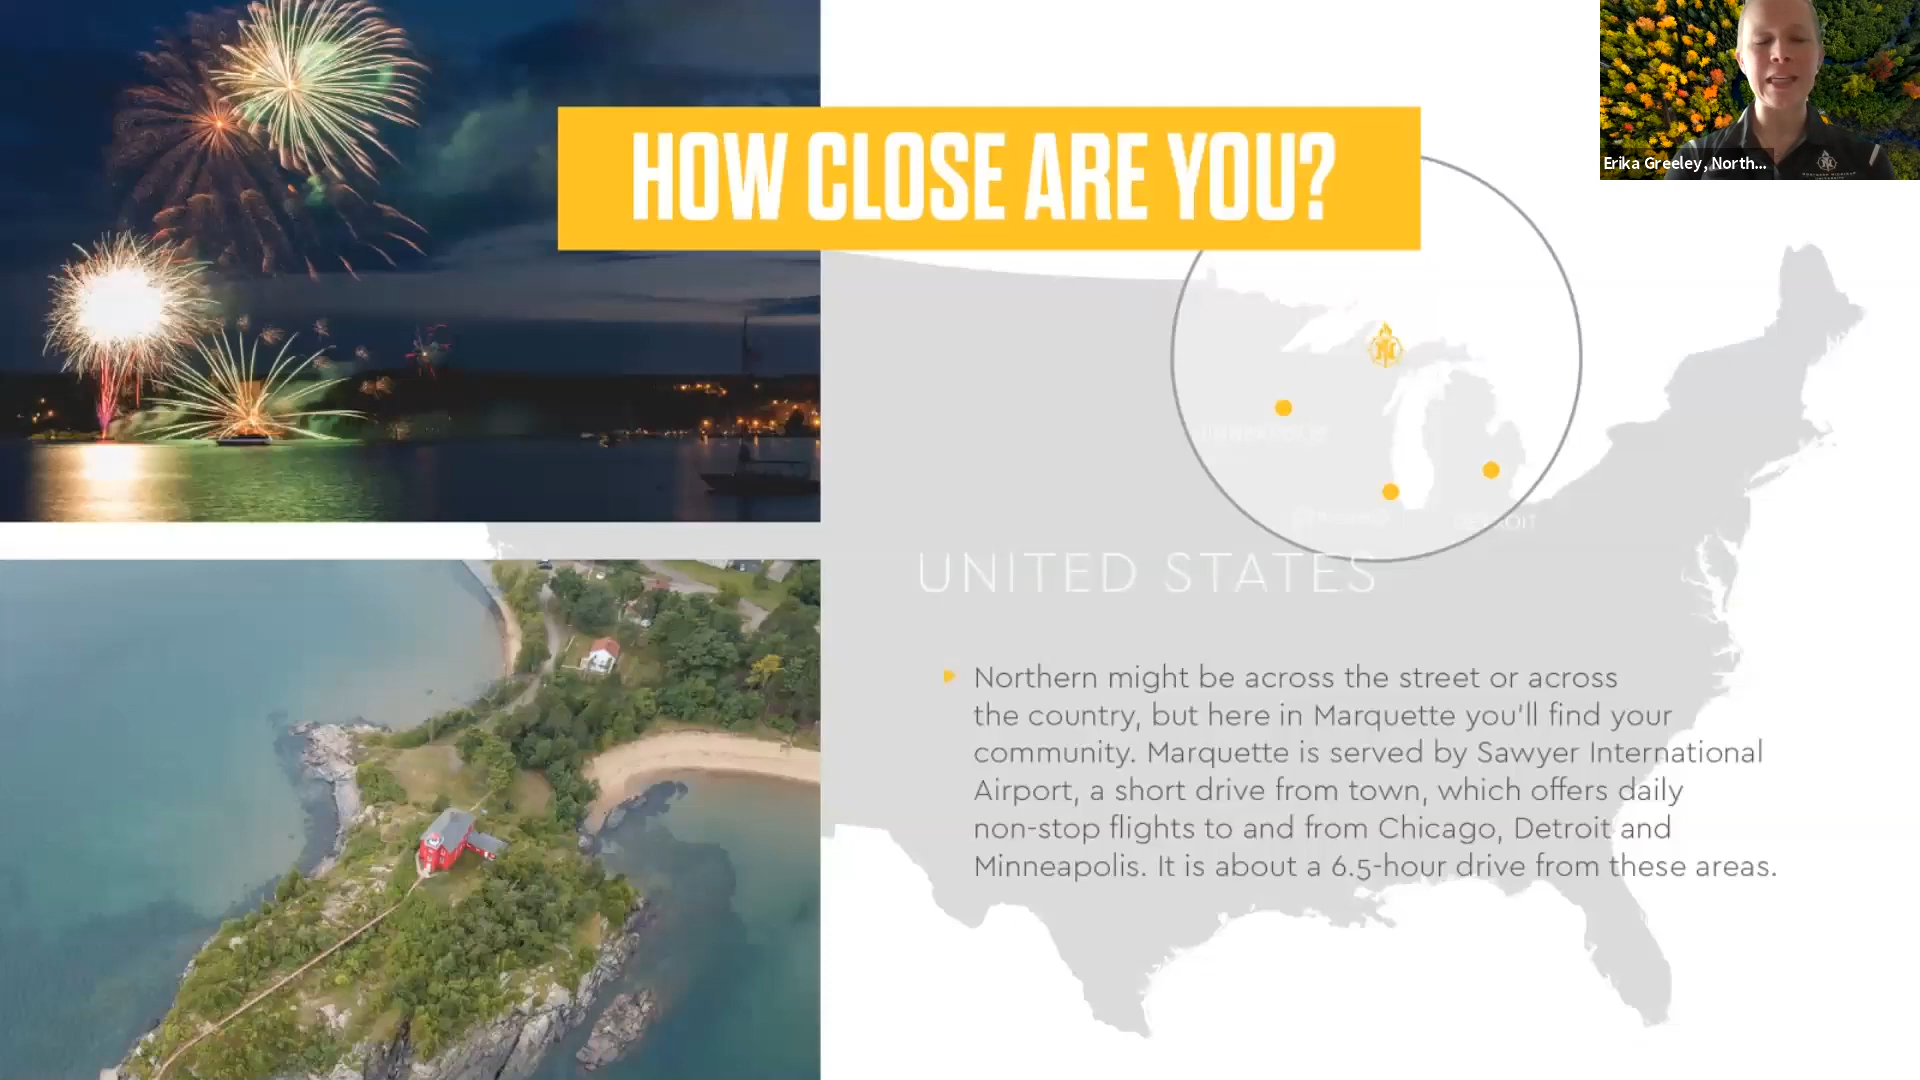 HOW CLOSE ARE YOU?
Erika Greeley, North...
DETROIT
UNITED STATES
Northern might be across the street or across
the country, but here in Marquette you'll find your
community. Marquette is served by Sawyer International
Airport, a short drive from town, which offers daily
non-stop flights to and from Chicago, Detroit and
Minneapolis. It is about a 6.5-hour drive from these areas.